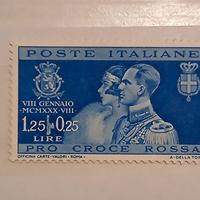 POSTE ITALIANE
VIII GENNAIO
MCMXXX·VIII·
1,25 0,25
LIRE
PRO CROCE ROSSA
OFFICINA CARTE-VALORI-ROMA- A-DELLA TOR